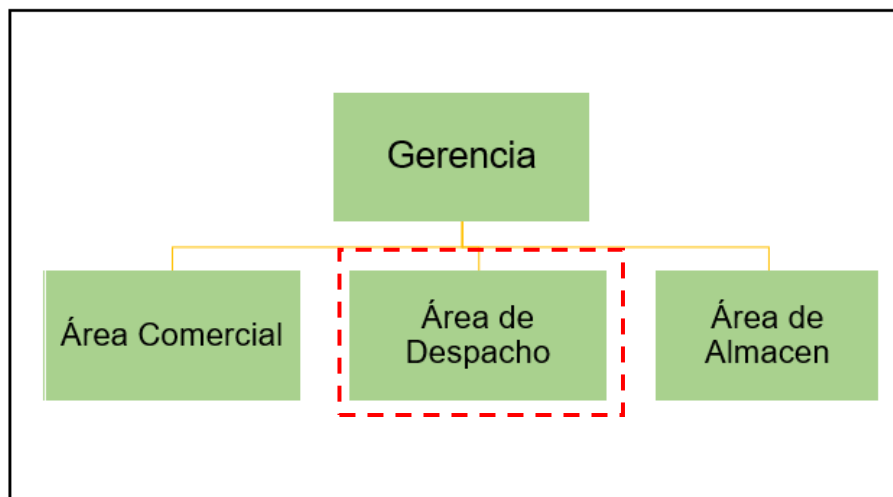 Gerencia
Área Comercial
Área de
Despacho
Área de
Almacen